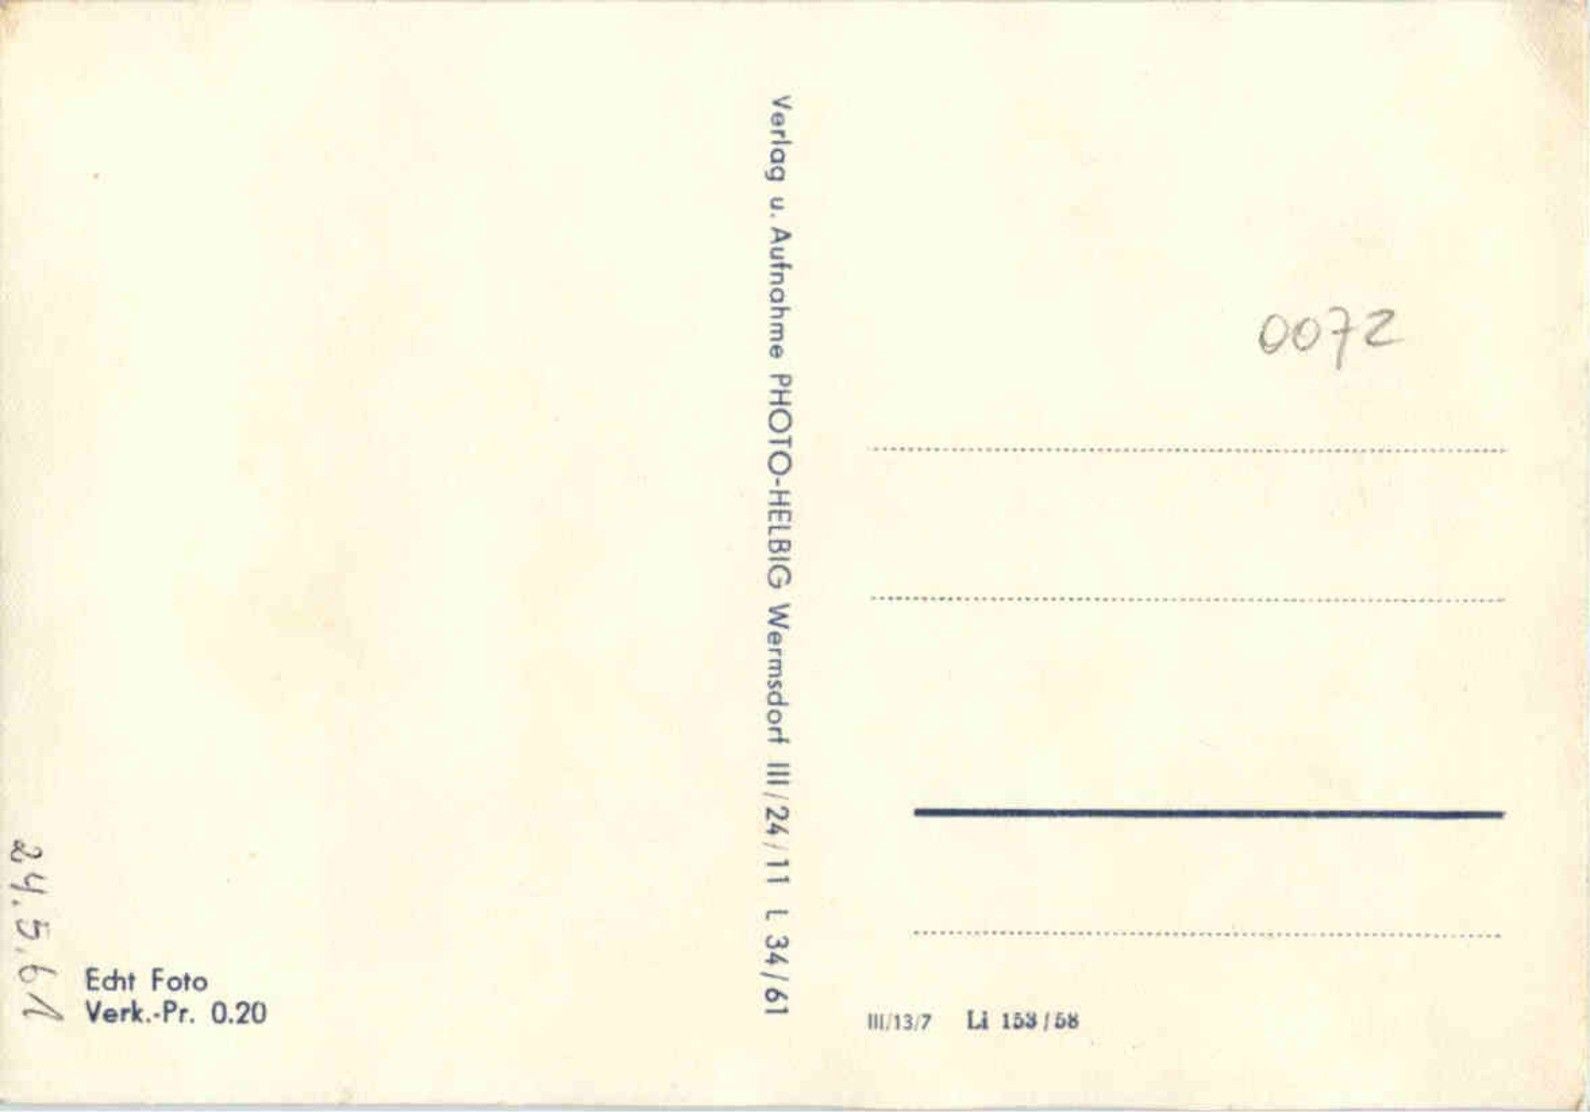 24.5.61
Echt Foto
Verk.-Pr. 0.20
Verlag u. Aufnahme PHOTO-HELBIG Wermsdorf III/24/11 L 34/61
0072
III/13/7 Li 153/58